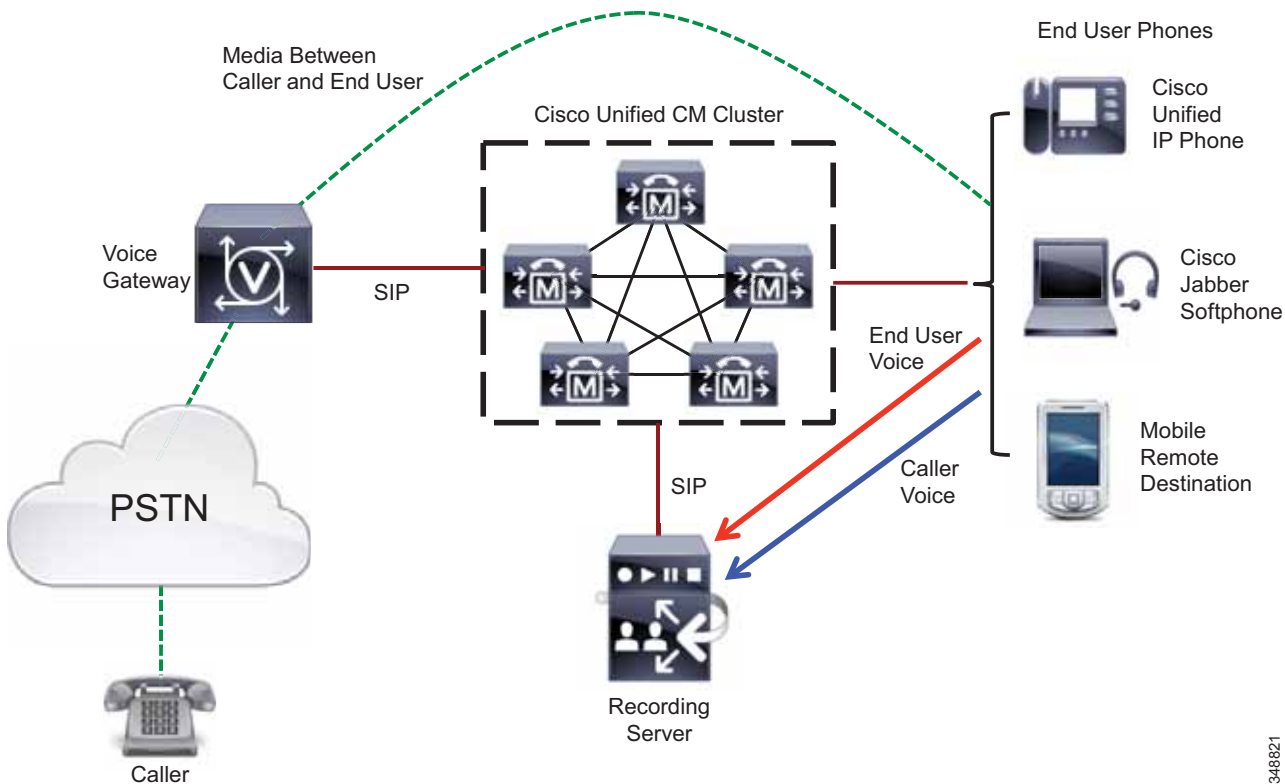 Media Between
Caller and End User
End User Phones
Cisco
Unified
IP Phone
Cisco Unified CM Cluster
M
M
M
M
M
Voice
Gateway
V
SIP
Cisco
Jabber
Softphone
End User
Voice
Caller
Voice
Mobile
Remote
Destination
SIP
PSTN
Recording
Server
Caller
348821